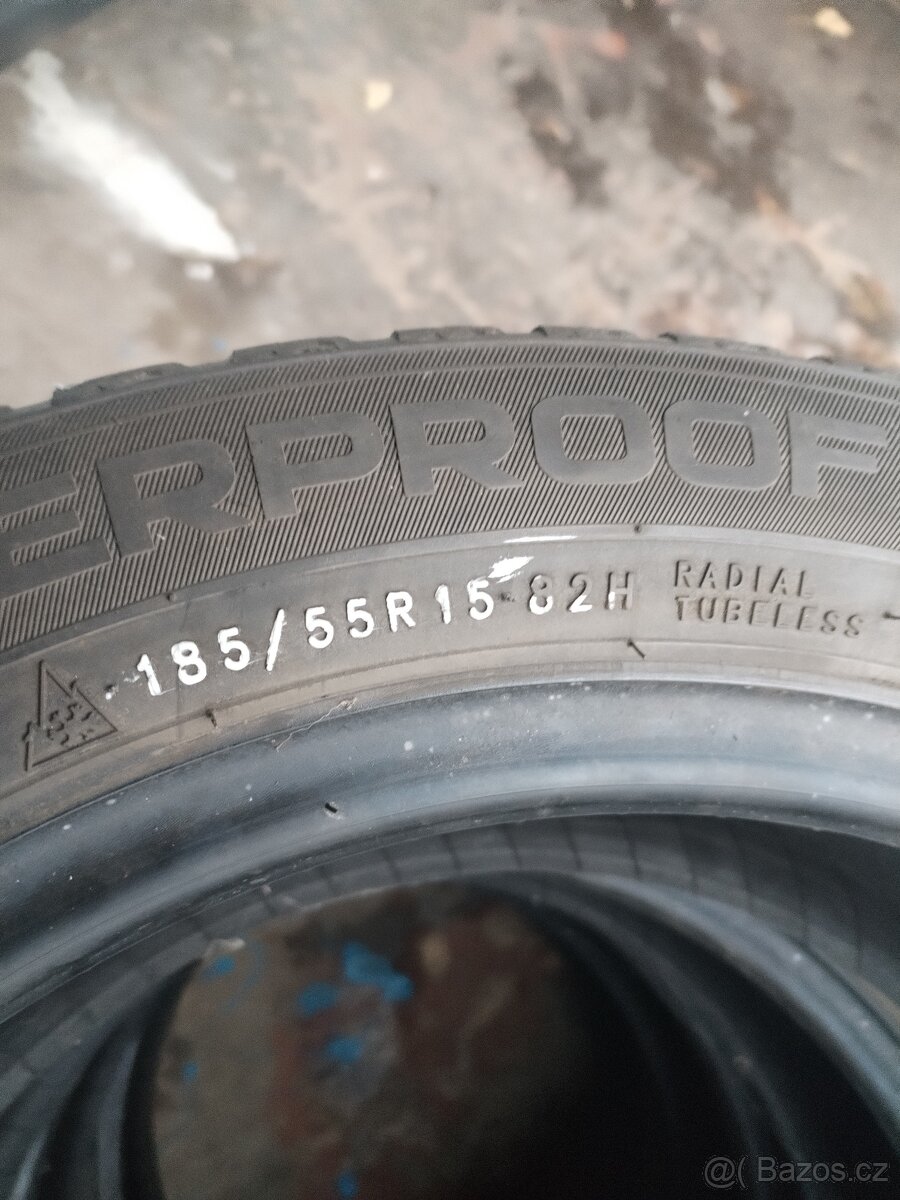 ERPROOF
185/55R15 82H
RADIAL
TUBELESS
@( Bazos.cz